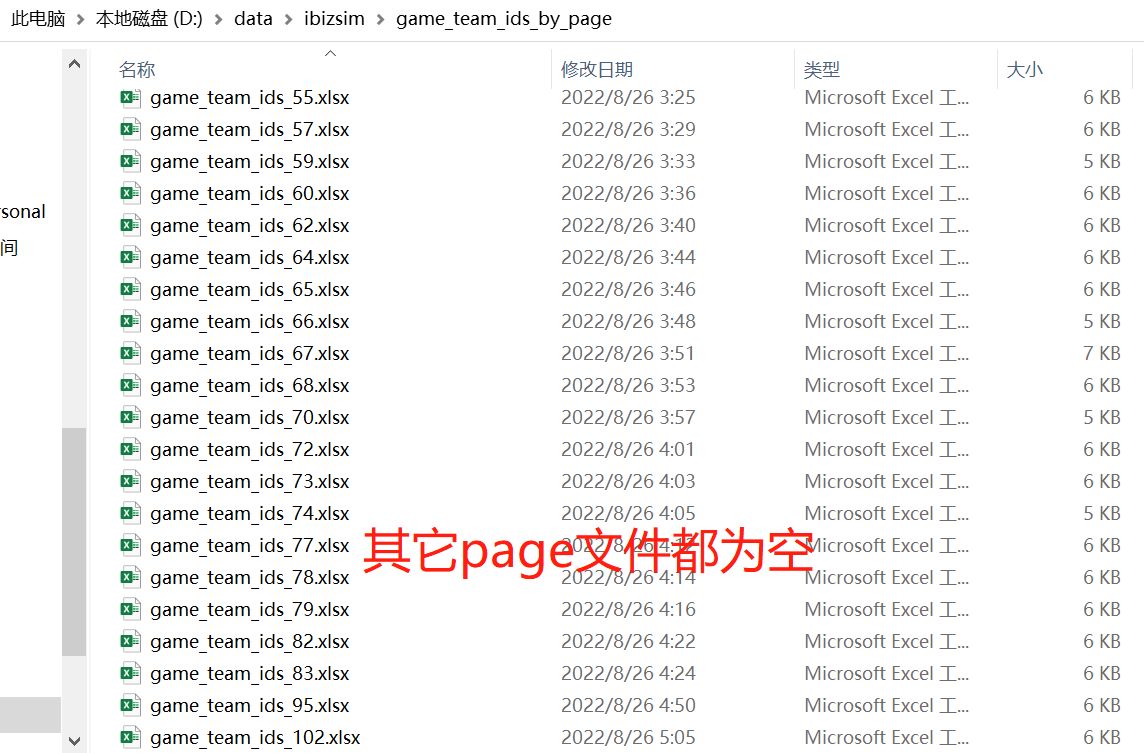 此电脑 > 本地磁盘 (D:) > data > ibizsim > game_team_ids_by_page
名称 修改日期 类型 大小
game_team_ids_55.xlsx 2022/8/26 3:25 Microsoft Excel 工... 6 KB
game_team_ids_57.xlsx 2022/8/26 3:29 Microsoft Excel 工... 6 KB
game_team_ids_59.xlsx 2022/8/26 3:33 Microsoft Excel 工... 5 KB
game_team_ids_60.xlsx 2022/8/26 3:36 Microsoft Excel 工... 6 KB
rsonal
game_team_ids_62.xlsx 2022/8/26 3:40 Microsoft Excel 工... 6 KB
间
game_team_ids_64.xlsx 2022/8/26 3:44 Microsoft Excel 工... 6 KB
game_team_ids_65.xlsx 2022/8/26 3:46 Microsoft Excel 工... 6 KB
game_team_ids_66.xlsx 2022/8/26 3:48 Microsoft Excel 工... 5 KB
game_team_ids_67.xlsx 2022/8/26 3:51 Microsoft Excel 工... 7 KB
game_team_ids_68.xlsx 2022/8/26 3:53 Microsoft Excel 工... 6 KB
game_team_ids_70.xlsx 2022/8/26 3:57 Microsoft Excel 工... 5 KB
game_team_ids_72.xlsx 2022/8/26 4:01 Microsoft Excel 工... 6 KB
game_team_ids_73.xlsx 2022/8/26 4:03 Microsoft Excel 工... 6 KB
game_team_ids_74.xlsx 2022/8/26 4:05 Microsoft Excel 工... 5 KB
game_team_ids_77.xlsx 2022/8/26 Microsoft Excel 工... 6 KB
其它page文件都为空
game_team_ids_78.xlsx 2022/8/26 4:14 Microsoft Excel 工... 6 KB
game_team_ids_79.xlsx 2022/8/26 4:16 Microsoft Excel 工... 6 KB
game_team_ids_82.xlsx 2022/8/26 4:22 Microsoft Excel 工... 6 KB
game_team_ids_83.xlsx 2022/8/26 4:24 Microsoft Excel 工... 6 KB
game_team_ids_95.xlsx 2022/8/26 4:50 Microsoft Excel 工... 6 KB
game_team_ids_102.xlsx 2022/8/26 5:05 Microsoft Excel 工... 6 KB